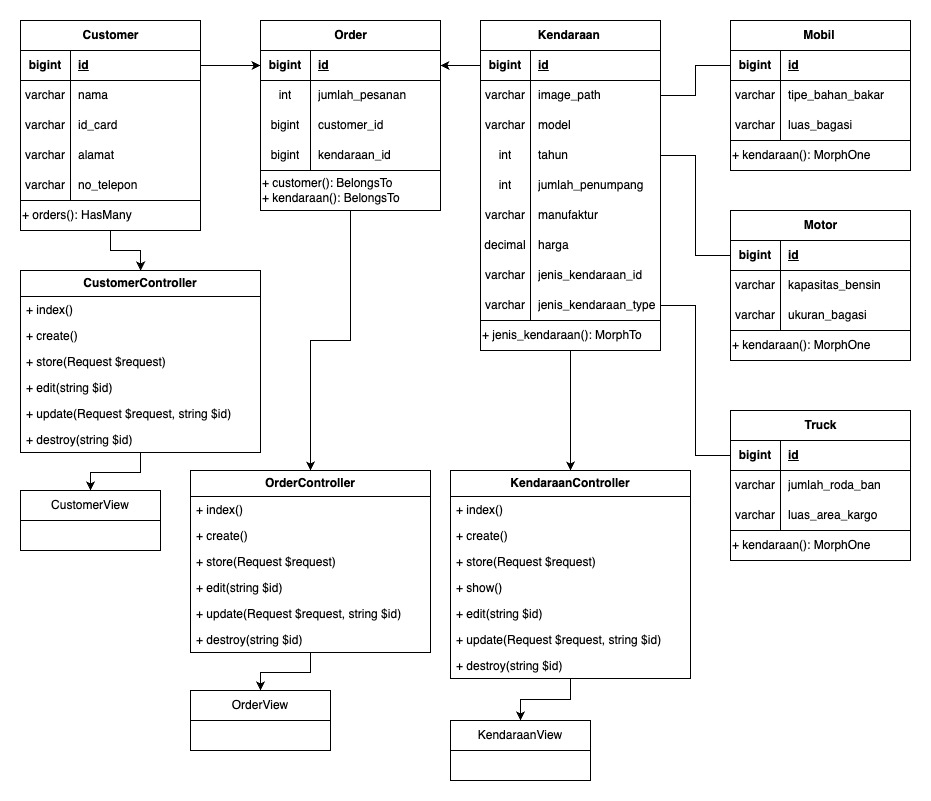 Customer
bigint id
varchar nama
varchar id_card
varchar alamat
varchar no_telepon
+ orders(): HasMany
Order
bigint id
int jumlah_pesanan
bigint customer_id
bigint kendaraan_id
+ customer(): BelongsTo
+ kendaraan(): BelongsTo
Kendaraan
bigint id
varchar image_path
varchar model
int tahun
int jumlah_penumpang
varchar manufaktur
decimal harga
varchar jenis_kendaraan_id
varchar jenis_kendaraan_type
+ jenis_kendaraan(): MorphTo
Mobil
bigint id
varchar tipe_bahan_bakar
varchar luas_bagasi
+ kendaraan(): MorphOne
Motor
bigint id
varchar kapasitas_bensin
varchar ukuran_bagasi
+ kendaraan(): MorphOne
Truck
bigint id
varchar jumlah_roda_ban
varchar luas_area_kargo
+ kendaraan(): MorphOne
CustomerController
+ index()
+ create()
+ store(Request $request)
+ edit(string $id)
+ update(Request $request, string $id)
+ destroy(string $id)
CustomerView
OrderController
+ index()
+ create()
+ store(Request $request)
+ edit(string $id)
+ update(Request $request, string $id)
+ destroy(string $id)
OrderView
KendaraanController
+ index()
+ create()
+ store(Request $request)
+ show()
+ edit(string $id)
+ update(Request $request, string $id)
+ destroy(string $id)
KendaraanView